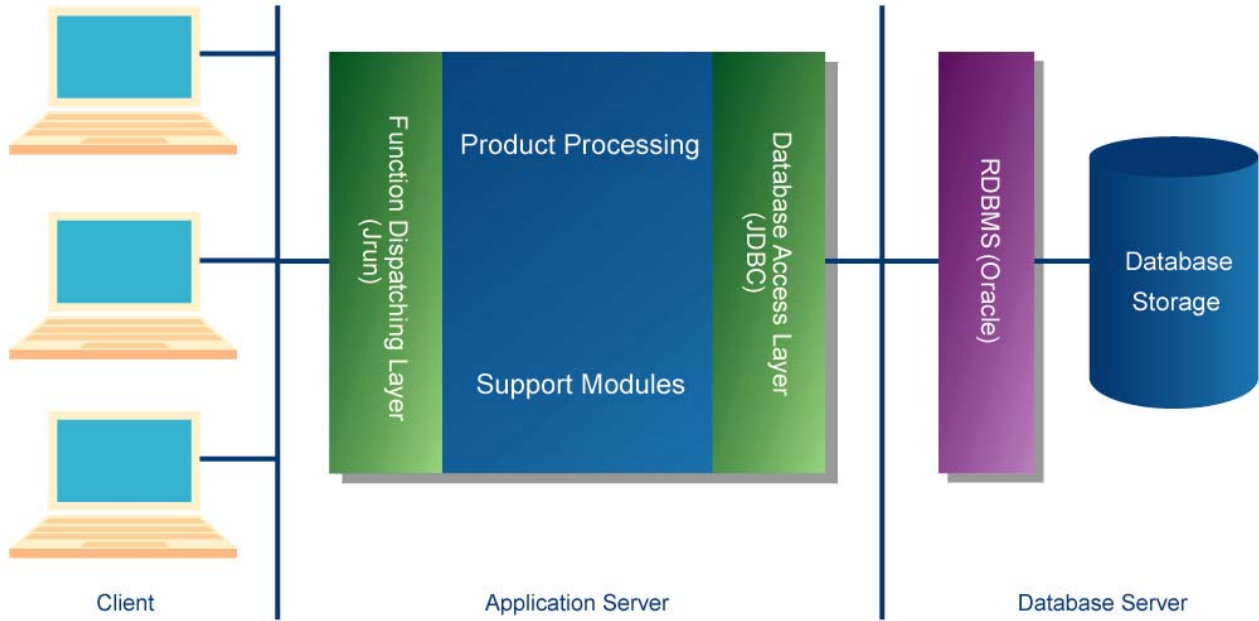 Function Dispatching Layer
(Jrun)
Product Processing
Support Modules
Database Access Layer
(JDBC)
RDBMS (Oracle)
Database
Storage
Client
Application Server
Database Server